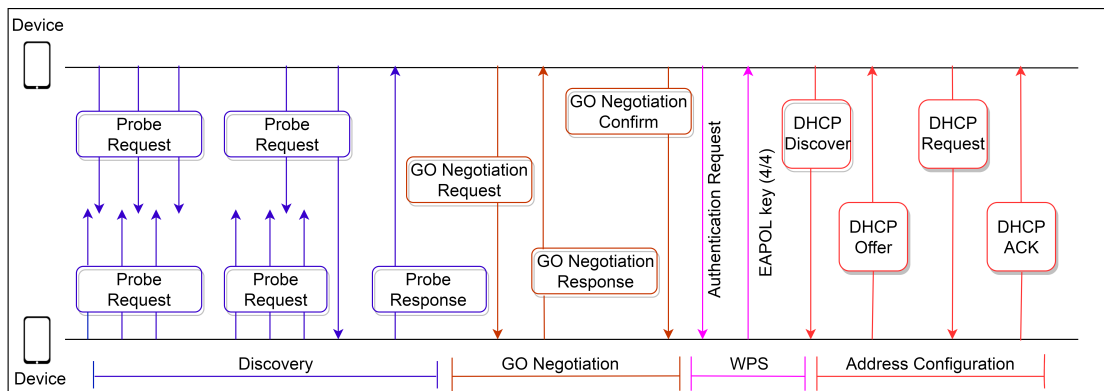 Device
Probe
Request
Probe
Request
GO Negotiation
Confirm
GO Negotiation
Request
Authentication Request
EAPOL key (4/4)
DHCP
Discover
DHCP
Request
Probe
Request
Probe
Request
Probe
Response
GO Negotiation
Response
DHCP
Offer
DHCP
ACK
Device
Discovery
GO Negotiation
WPS
Address Configuration